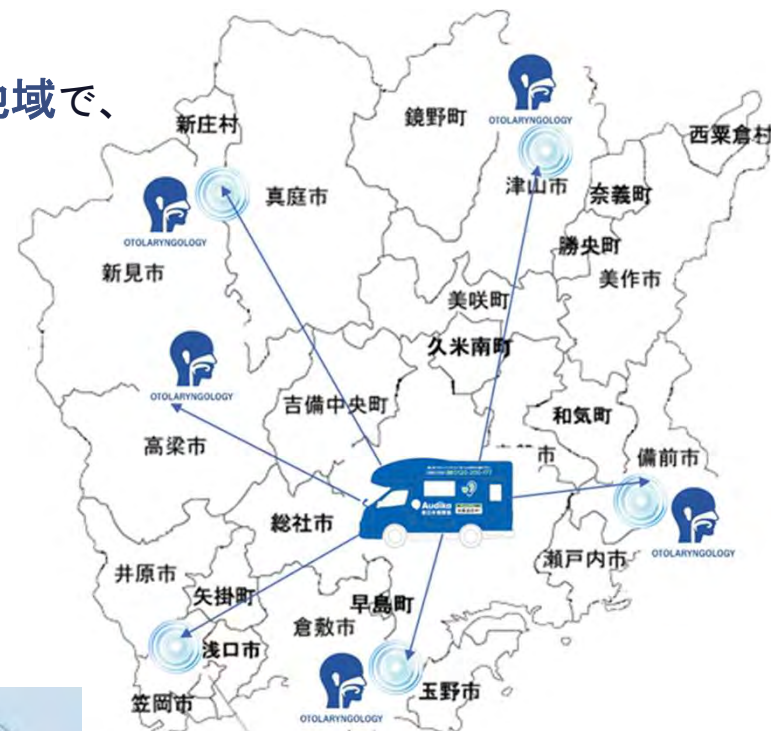 地域で、
鏡野町
OTOLARYNGOLOGY
新庄村
西粟倉村
津山市
奈義町
真庭市
OTOLARYNGOLOGY
勝央町
新見市
美作市
美咲町
久米南町
OTOLARYNGOLOGY
吉備中央町
和気町
高梁市
市
備前市
Audika
総社市
OTOLARYNGOLOGY
瀬戸内市
井原市
矢掛町
早島町
倉敷市
浅口市
玉野市
笠岡市
OTOLARYNGOLOGY